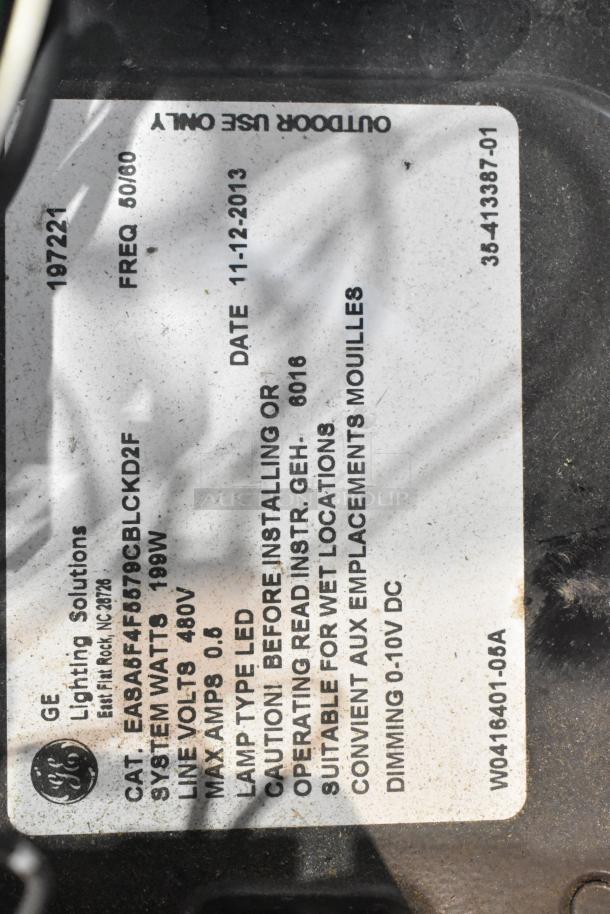 GE 197221
Lighting Solutions
East Flat Rock, NC 28726
CAT. EASA5F4F5579CBLCKD2F
SYSTEM WATTS 199W FREQ 50/60
LINE VOLTS 480V
MAX AMPS 0.5
LAMP TYPE LED DATE 11-12-2013
CAUTION! BEFORE INSTALLING OR
OPERATING READ INSTR. GEH- 6016
SUITABLE FOR WET LOCATIONS
CONVIENT AUX EMPLACEMENTS MOUILLES
DIMMING 0-10V DC
W0416401-05A 35-413387-01
OUTDOOR USE ONLY
AUCTION GROUP